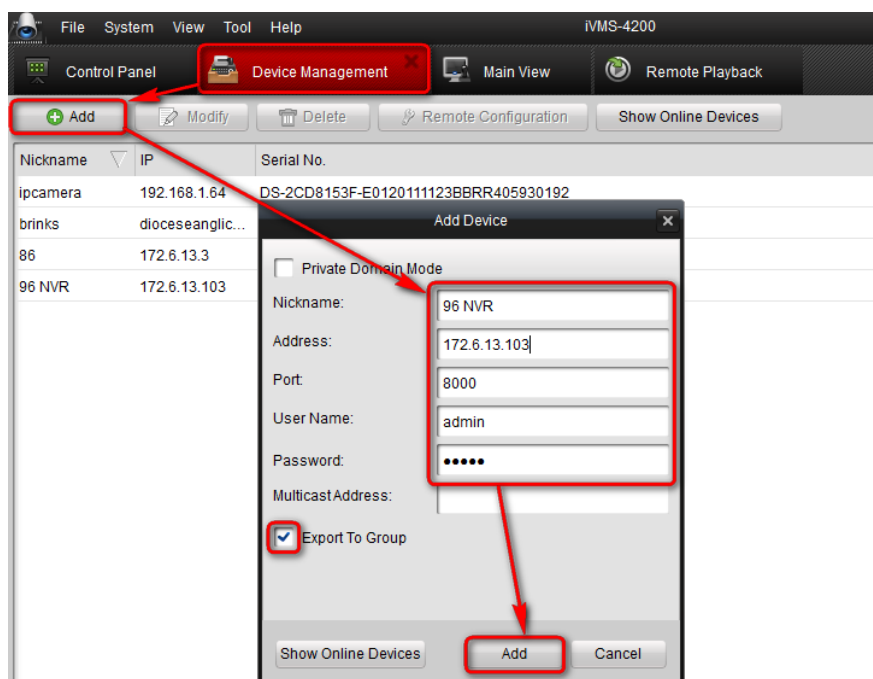 File System View Tool Help iVMS-4200
Control Panel Device Management Main View Remote Playback
Add Modify Delete Remote Configuration Show Online Devices
Nickname IP Serial No.
ipcamera 192.168.1.64 DS-2CD8153F-E0120111123BBRR405930192
brinks dioceseanglic...
86 172.6.13.3
96 NVR 172.6.13.103
Add Device
Private Domain Mode
Nickname: 96 NVR
Address: 172.6.13.103
Port: 8000
User Name: admin
Password: •••••
Multicast Address:
Export To Group
Show Online Devices Add Cancel